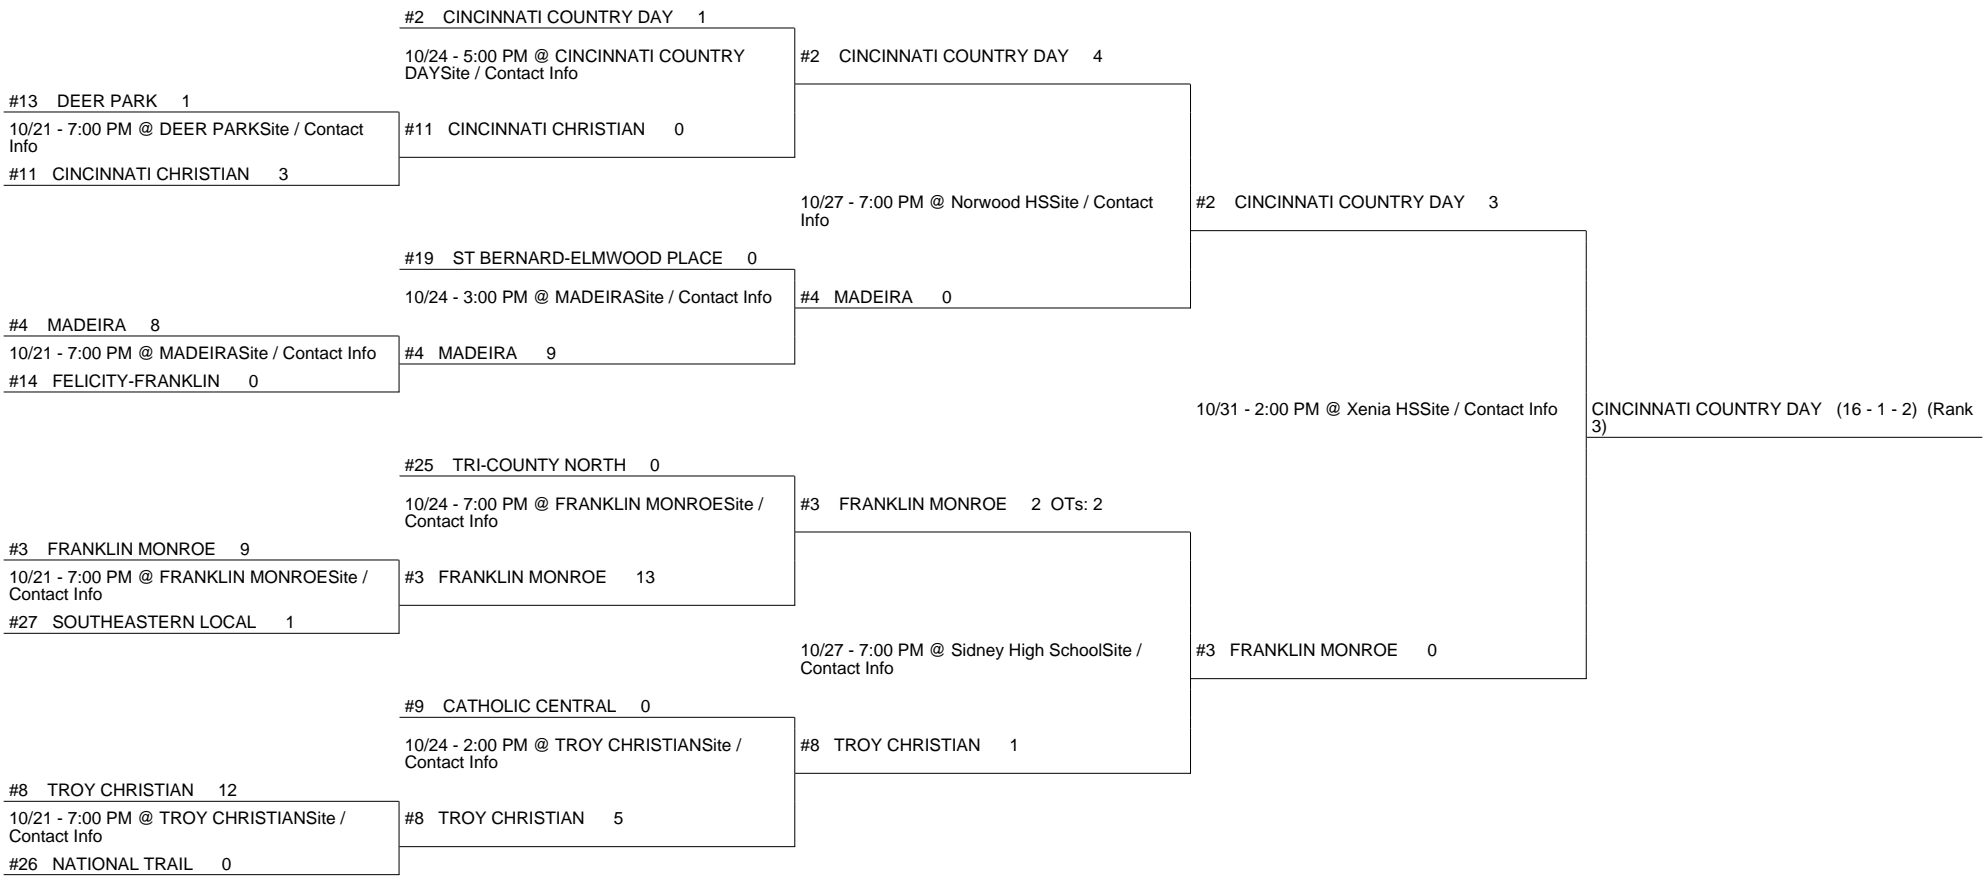 #2 CINCINNATI COUNTRY DAY 1
10/24 - 5:00 PM @ CINCINNATI COUNTRY
DAYSite / Contact Info
#2 CINCINNATI COUNTRY DAY 4
#13 DEER PARK 1
10/21 - 7:00 PM @ DEER PARKSite / Contact
Info
#11 CINCINNATI CHRISTIAN 0
#11 CINCINNATI CHRISTIAN 3
10/27 - 7:00 PM @ Norwood HSSite / Contact
Info
#2 CINCINNATI COUNTRY DAY 3
#19 ST BERNARD-ELMWOOD PLACE 0
10/24 - 3:00 PM @ MADEIRASite / Contact Info
#4 MADEIRA 0
#4 MADEIRA 8
10/21 - 7:00 PM @ MADEIRASite / Contact Info
#4 MADEIRA 9
#14 FELICITY-FRANKLIN 0
10/31 - 2:00 PM @ Xenia HSSite / Contact Info
CINCINNATI COUNTRY DAY (16 - 1 - 2) (Rank
3)
#25 TRI-COUNTY NORTH 0
10/24 - 7:00 PM @ FRANKLIN MONROESite /
Contact Info
#3 FRANKLIN MONROE 2 OTs: 2
#3 FRANKLIN MONROE 9
10/21 - 7:00 PM @ FRANKLIN MONROESite /
Contact Info
#3 FRANKLIN MONROE 13
#27 SOUTHEASTERN LOCAL 1
10/27 - 7:00 PM @ Sidney High SchoolSite /
Contact Info
#3 FRANKLIN MONROE 0
#9 CATHOLIC CENTRAL 0
10/24 - 2:00 PM @ TROY CHRISTIANSite /
Contact Info
#8 TROY CHRISTIAN 1
#8 TROY CHRISTIAN 12
10/21 - 7:00 PM @ TROY CHRISTIANSite /
Contact Info
#8 TROY CHRISTIAN 5
#26 NATIONAL TRAIL 0